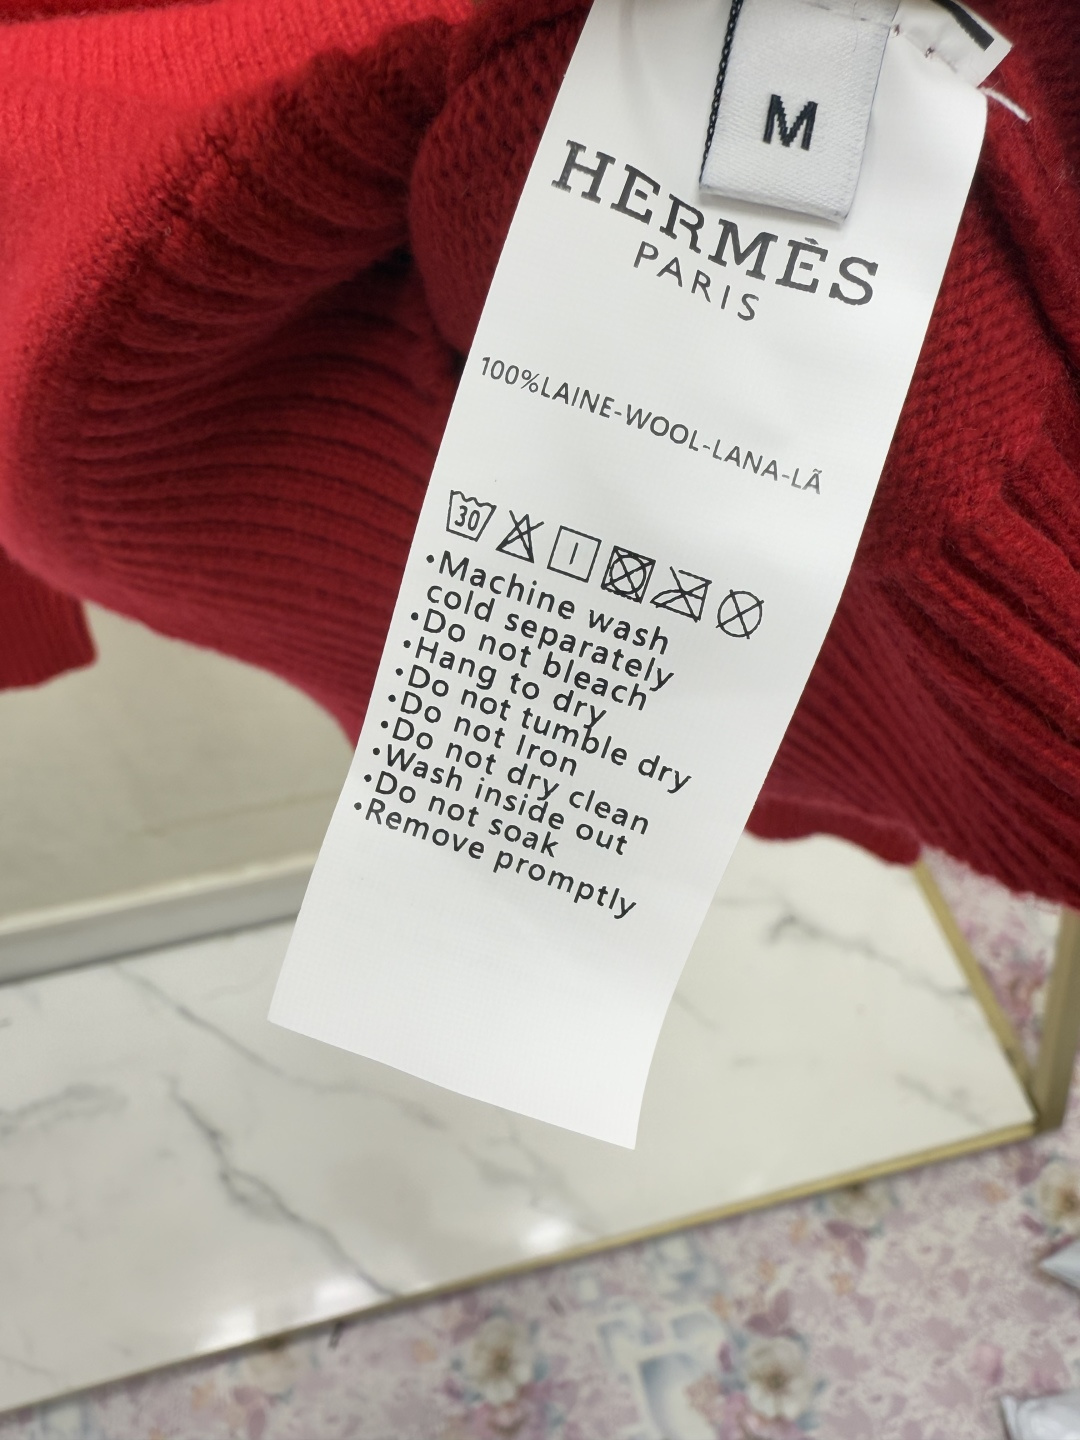 M
HERMÈS
PARIS
100%LAINE-WOOL-LANA-LÃ
30
•Machine wash
cold separately
•Do not bleach
•Hang to dry
•Do not tumble dry
•Do not Iron
•Do not dry clean
•Wash inside out
•Do not soak
•Remove promptly